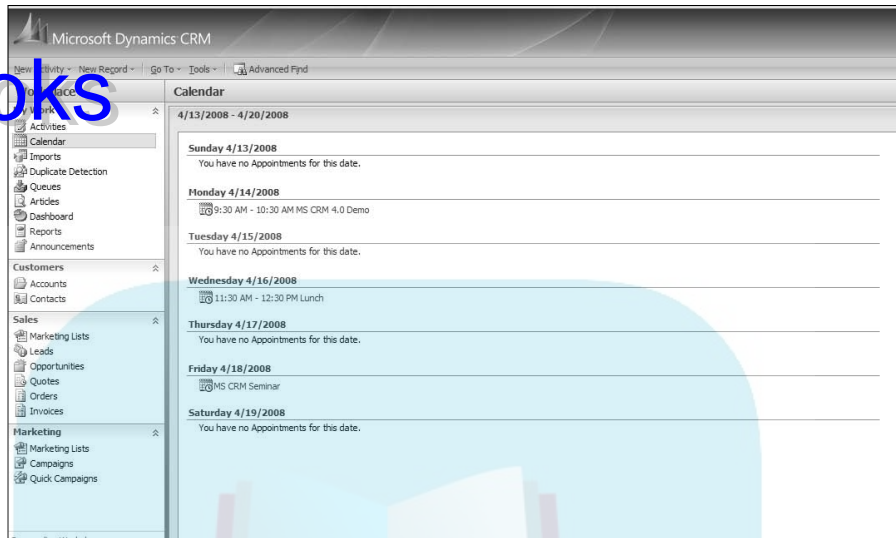 Microsoft Dynamics CRM
New Activity New Record Go To Tools Advanced Find
oks
Calendar
4/13/2008 - 4/20/2008
Activities
Calendar
Imports
Duplicate Detection
Queues
Articles
Dashboard
Reports
Announcements
Customers
Accounts
Contacts
Sales
Marketing Lists
Leads
Opportunities
Quotes
Orders
Invoices
Marketing
Marketing Lists
Campaigns
Quick Campaigns
Sunday 4/13/2008
You have no Appointments for this date.
Monday 4/14/2008
9:30 AM - 10:30 AM MS CRM 4.0 Demo
Tuesday 4/15/2008
You have no Appointments for this date.
Wednesday 4/16/2008
11:30 AM - 12:30 PM Lunch
Thursday 4/17/2008
You have no Appointments for this date.
Friday 4/18/2008
MS CRM Seminar
Saturday 4/19/2008
You have no Appointments for this date.